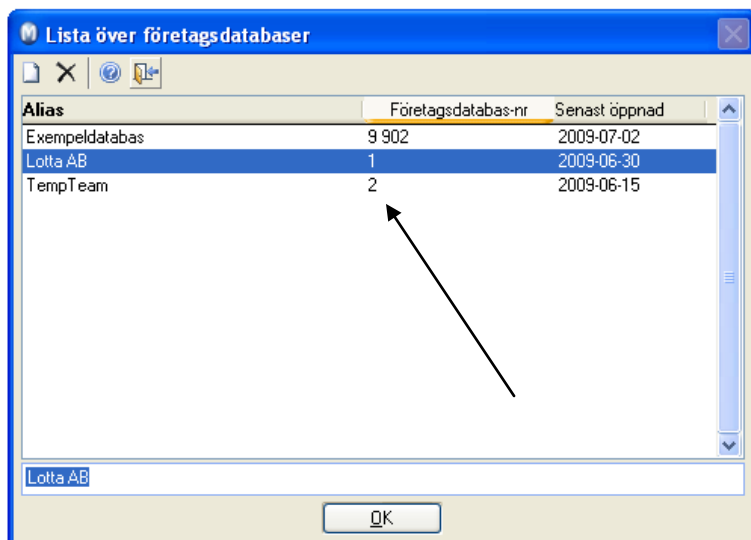 Lista över företagsdatabaser
Alias Företagsdatabas-nr Senast öppnad
Exempeldatabas 9 902 2009-07-02
Lotta AB 1 2009-06-30
TempTeam 2 2009-06-15
Lotta AB
OK